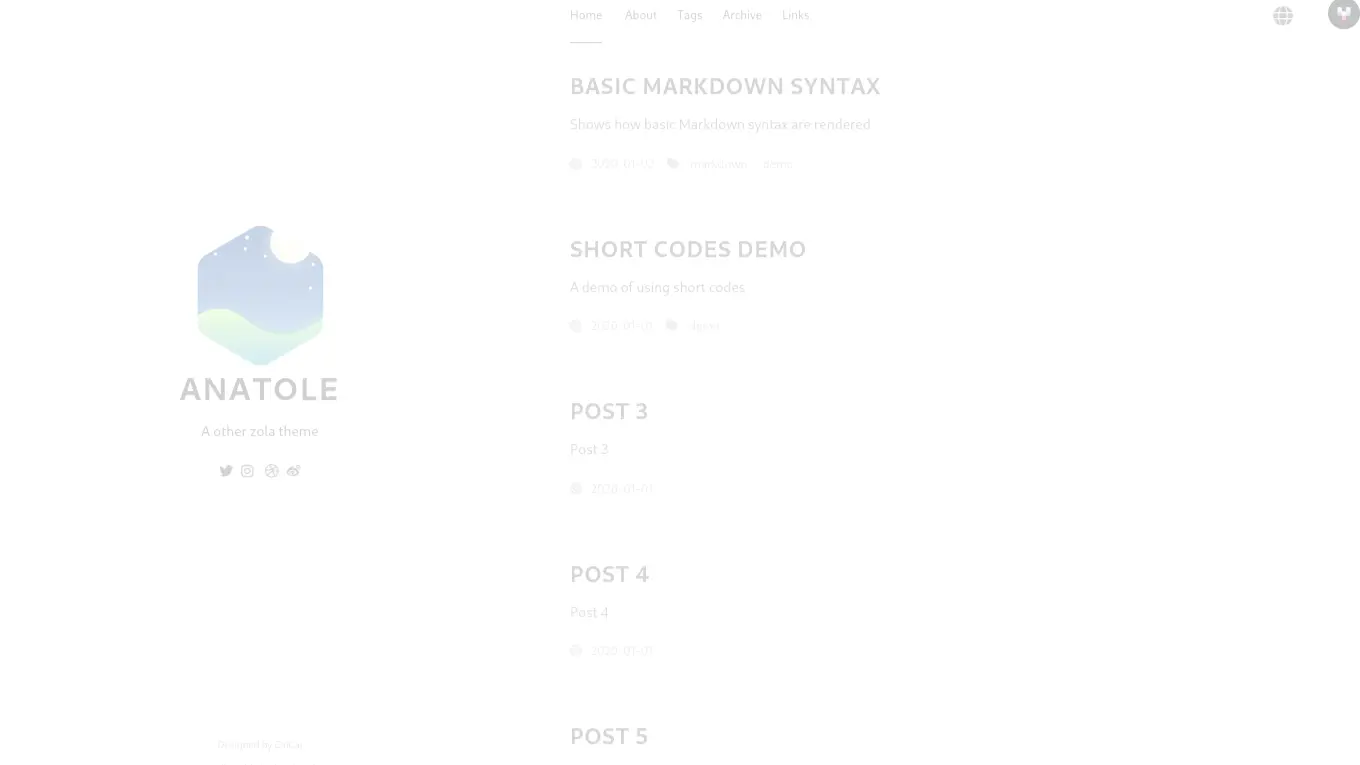 Home About Tags Archive Links
BASIC MARKDOWN SYNTAX
Shows how basic Markdown syntax are rendered
2020-01-02 markdown demo
SHORT CODES DEMO
A demo of using short codes
2020-01-01
POST 3
Post 3
2020-01-01
POST 4
Post 4
2020-01-01
POST 5
ANATOLE
A other zola theme
Designed by